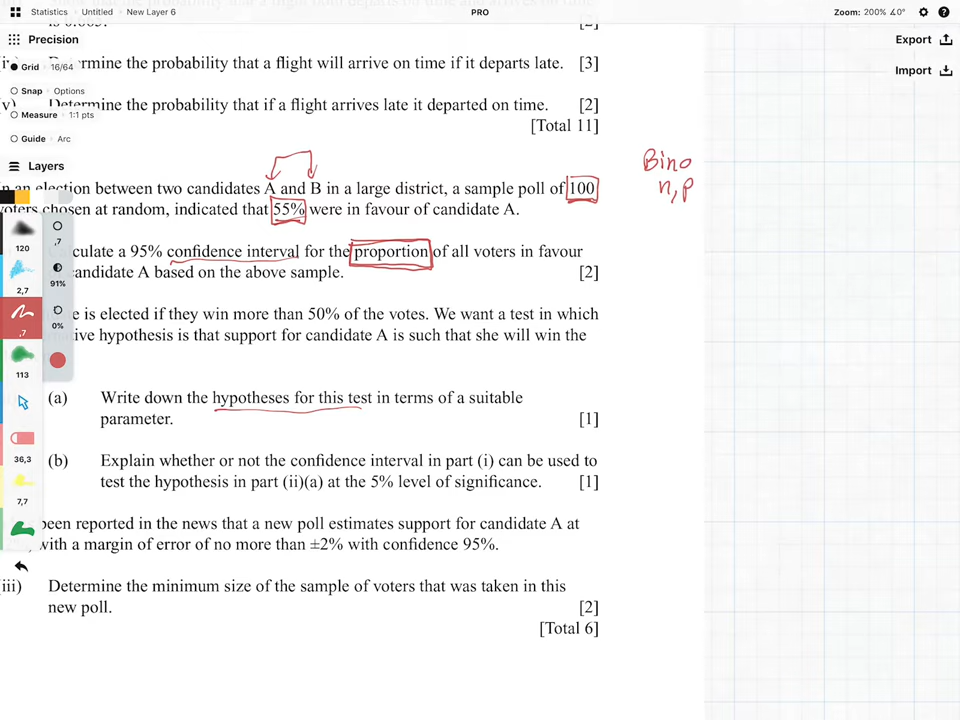 Statistics › Untitled › New Layer 6
PRO
Zoom: 200% ∡0°
[2]
Precision
Export
Grid 16/64
Determine the probability that a flight will arrive on time if it departs late. [3]
Import
Snap Options
v) Determine the probability that if a flight arrives late it departed on time. [2]
Measure 1:1 pts
[Total 11]
Guide Arc
Layers
Bino
n, p
In an election between two candidates A and B in a large district, a sample poll of 100
voters chosen at random, indicated that 55% were in favour of candidate A.
,7
120
culate a 95% confidence interval for the proportion of all voters in favour
candidate A based on the above sample. [2]
91%
2,7
e is elected if they win more than 50% of the votes. We want a test in which
0%
,7
native hypothesis is that support for candidate A is such that she will win the
113
(a) Write down the hypotheses for this test in terms of a suitable
parameter. [1]
36,3
(b) Explain whether or not the confidence interval in part (i) can be used to
test the hypothesis in part (ii)(a) at the 5% level of significance. [1]
7,7
been reported in the news that a new poll estimates support for candidate A at
with a margin of error of no more than ±2% with confidence 95%.
(iii) Determine the minimum size of the sample of voters that was taken in this
new poll. [2]
[Total 6]